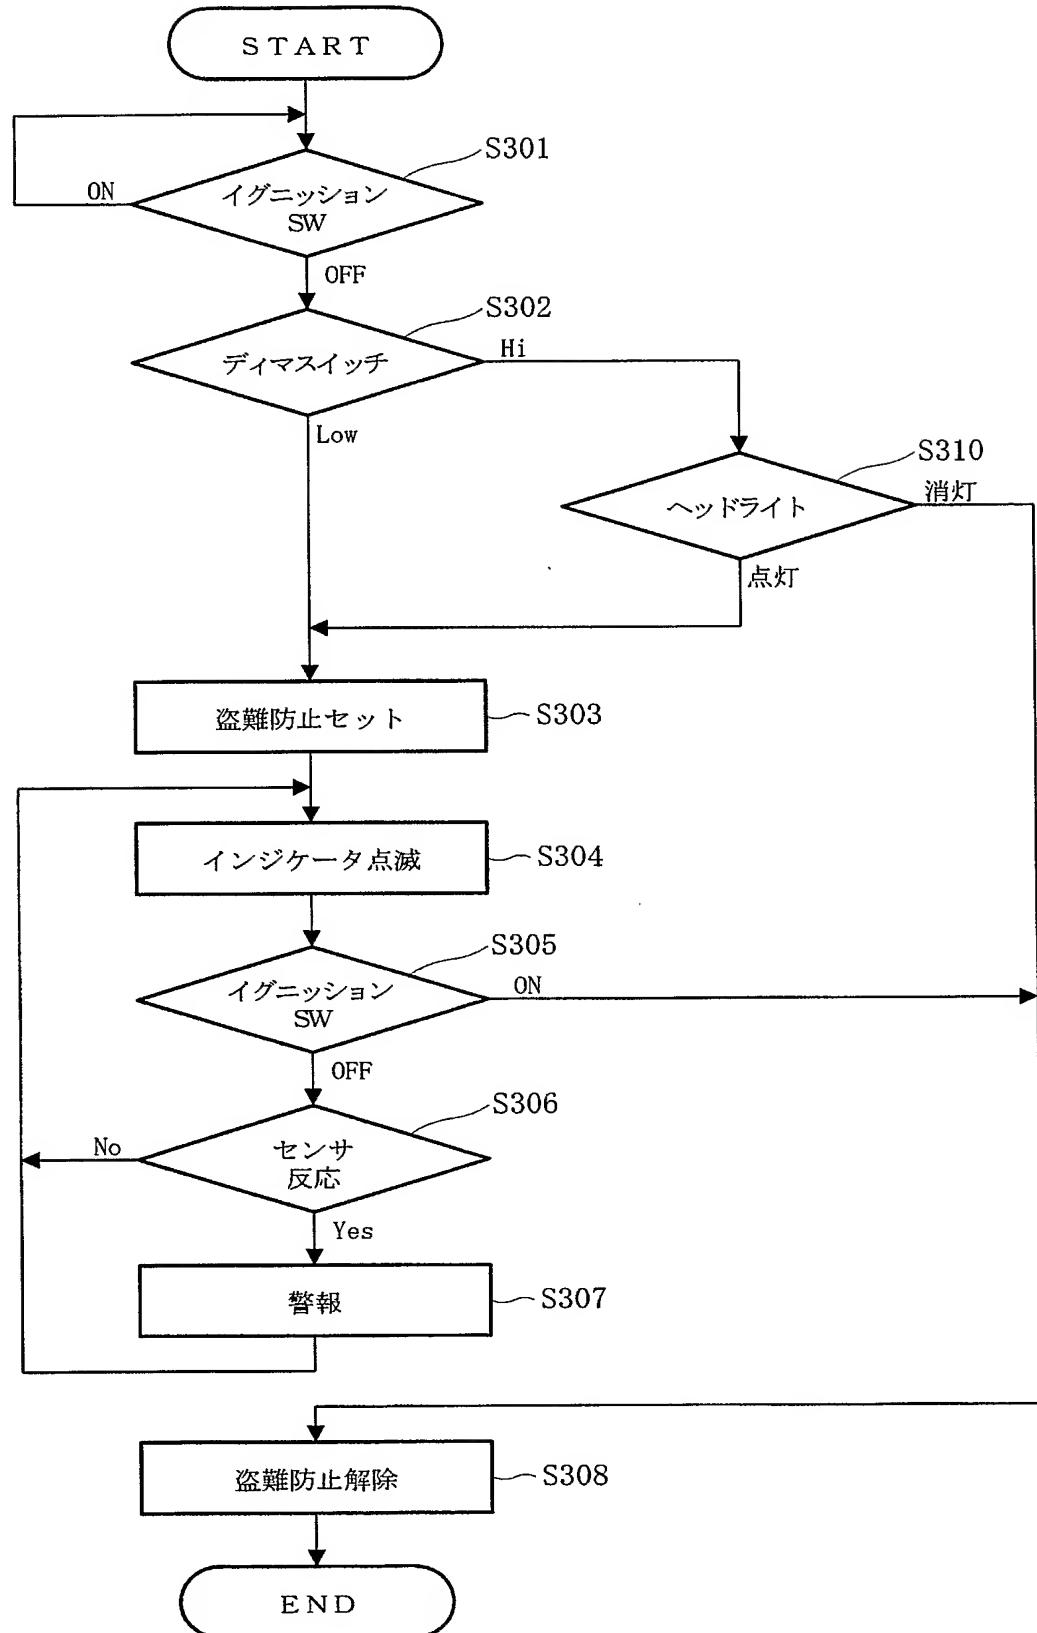 START
S301
ON
イグニッション
SW
OFF
S302
ディマスイッチ
Hi
Low
S310
ヘッドライト
消灯
点灯
盗難防止セット
S303
インジケータ点滅
S304
S305
イグニッション
SW
ON
OFF
S306
No
センサ
反応
Yes
警報
S307
盗難防止解除
S308
END